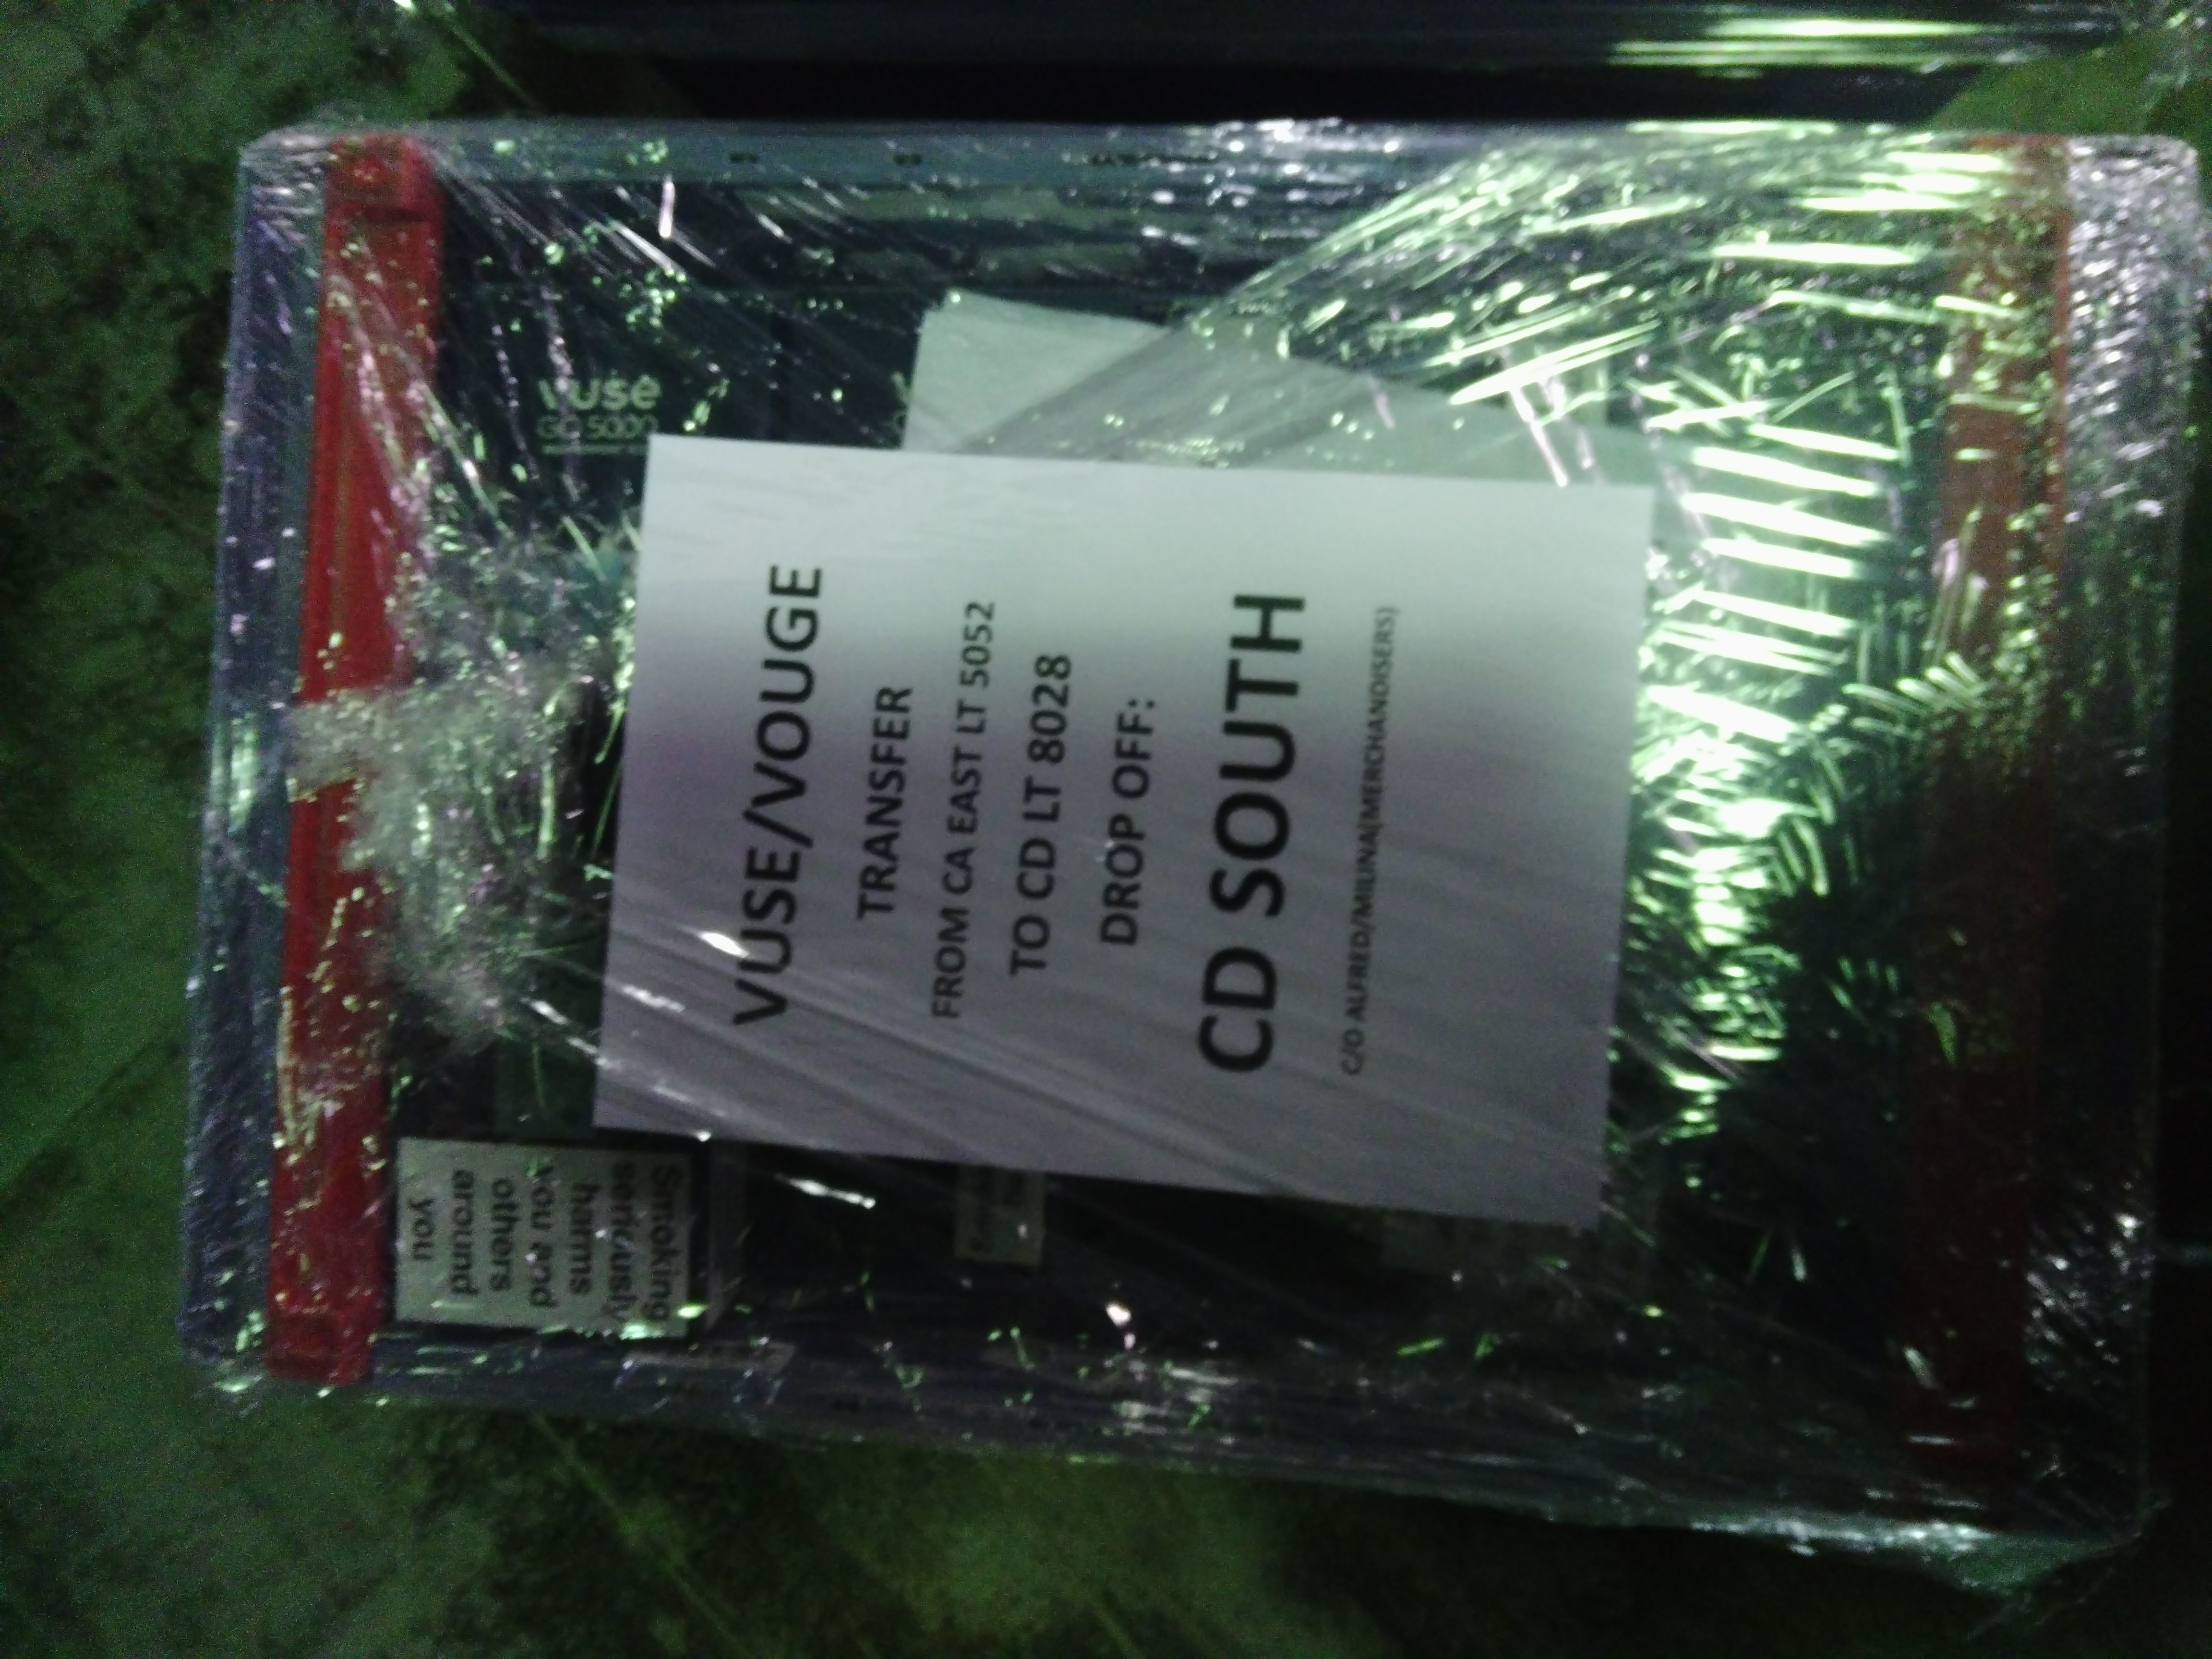 vuse
GO 5000
VUSE/VOUGE
TRANSFER
FROM CA EAST LT 5052
TO CD LT 8028
DROP OFF:
CD SOUTH
C/O ALFRED/MILINA(MERCHANDISERS)
Smoking
seriously
harms
you and
others
around
you